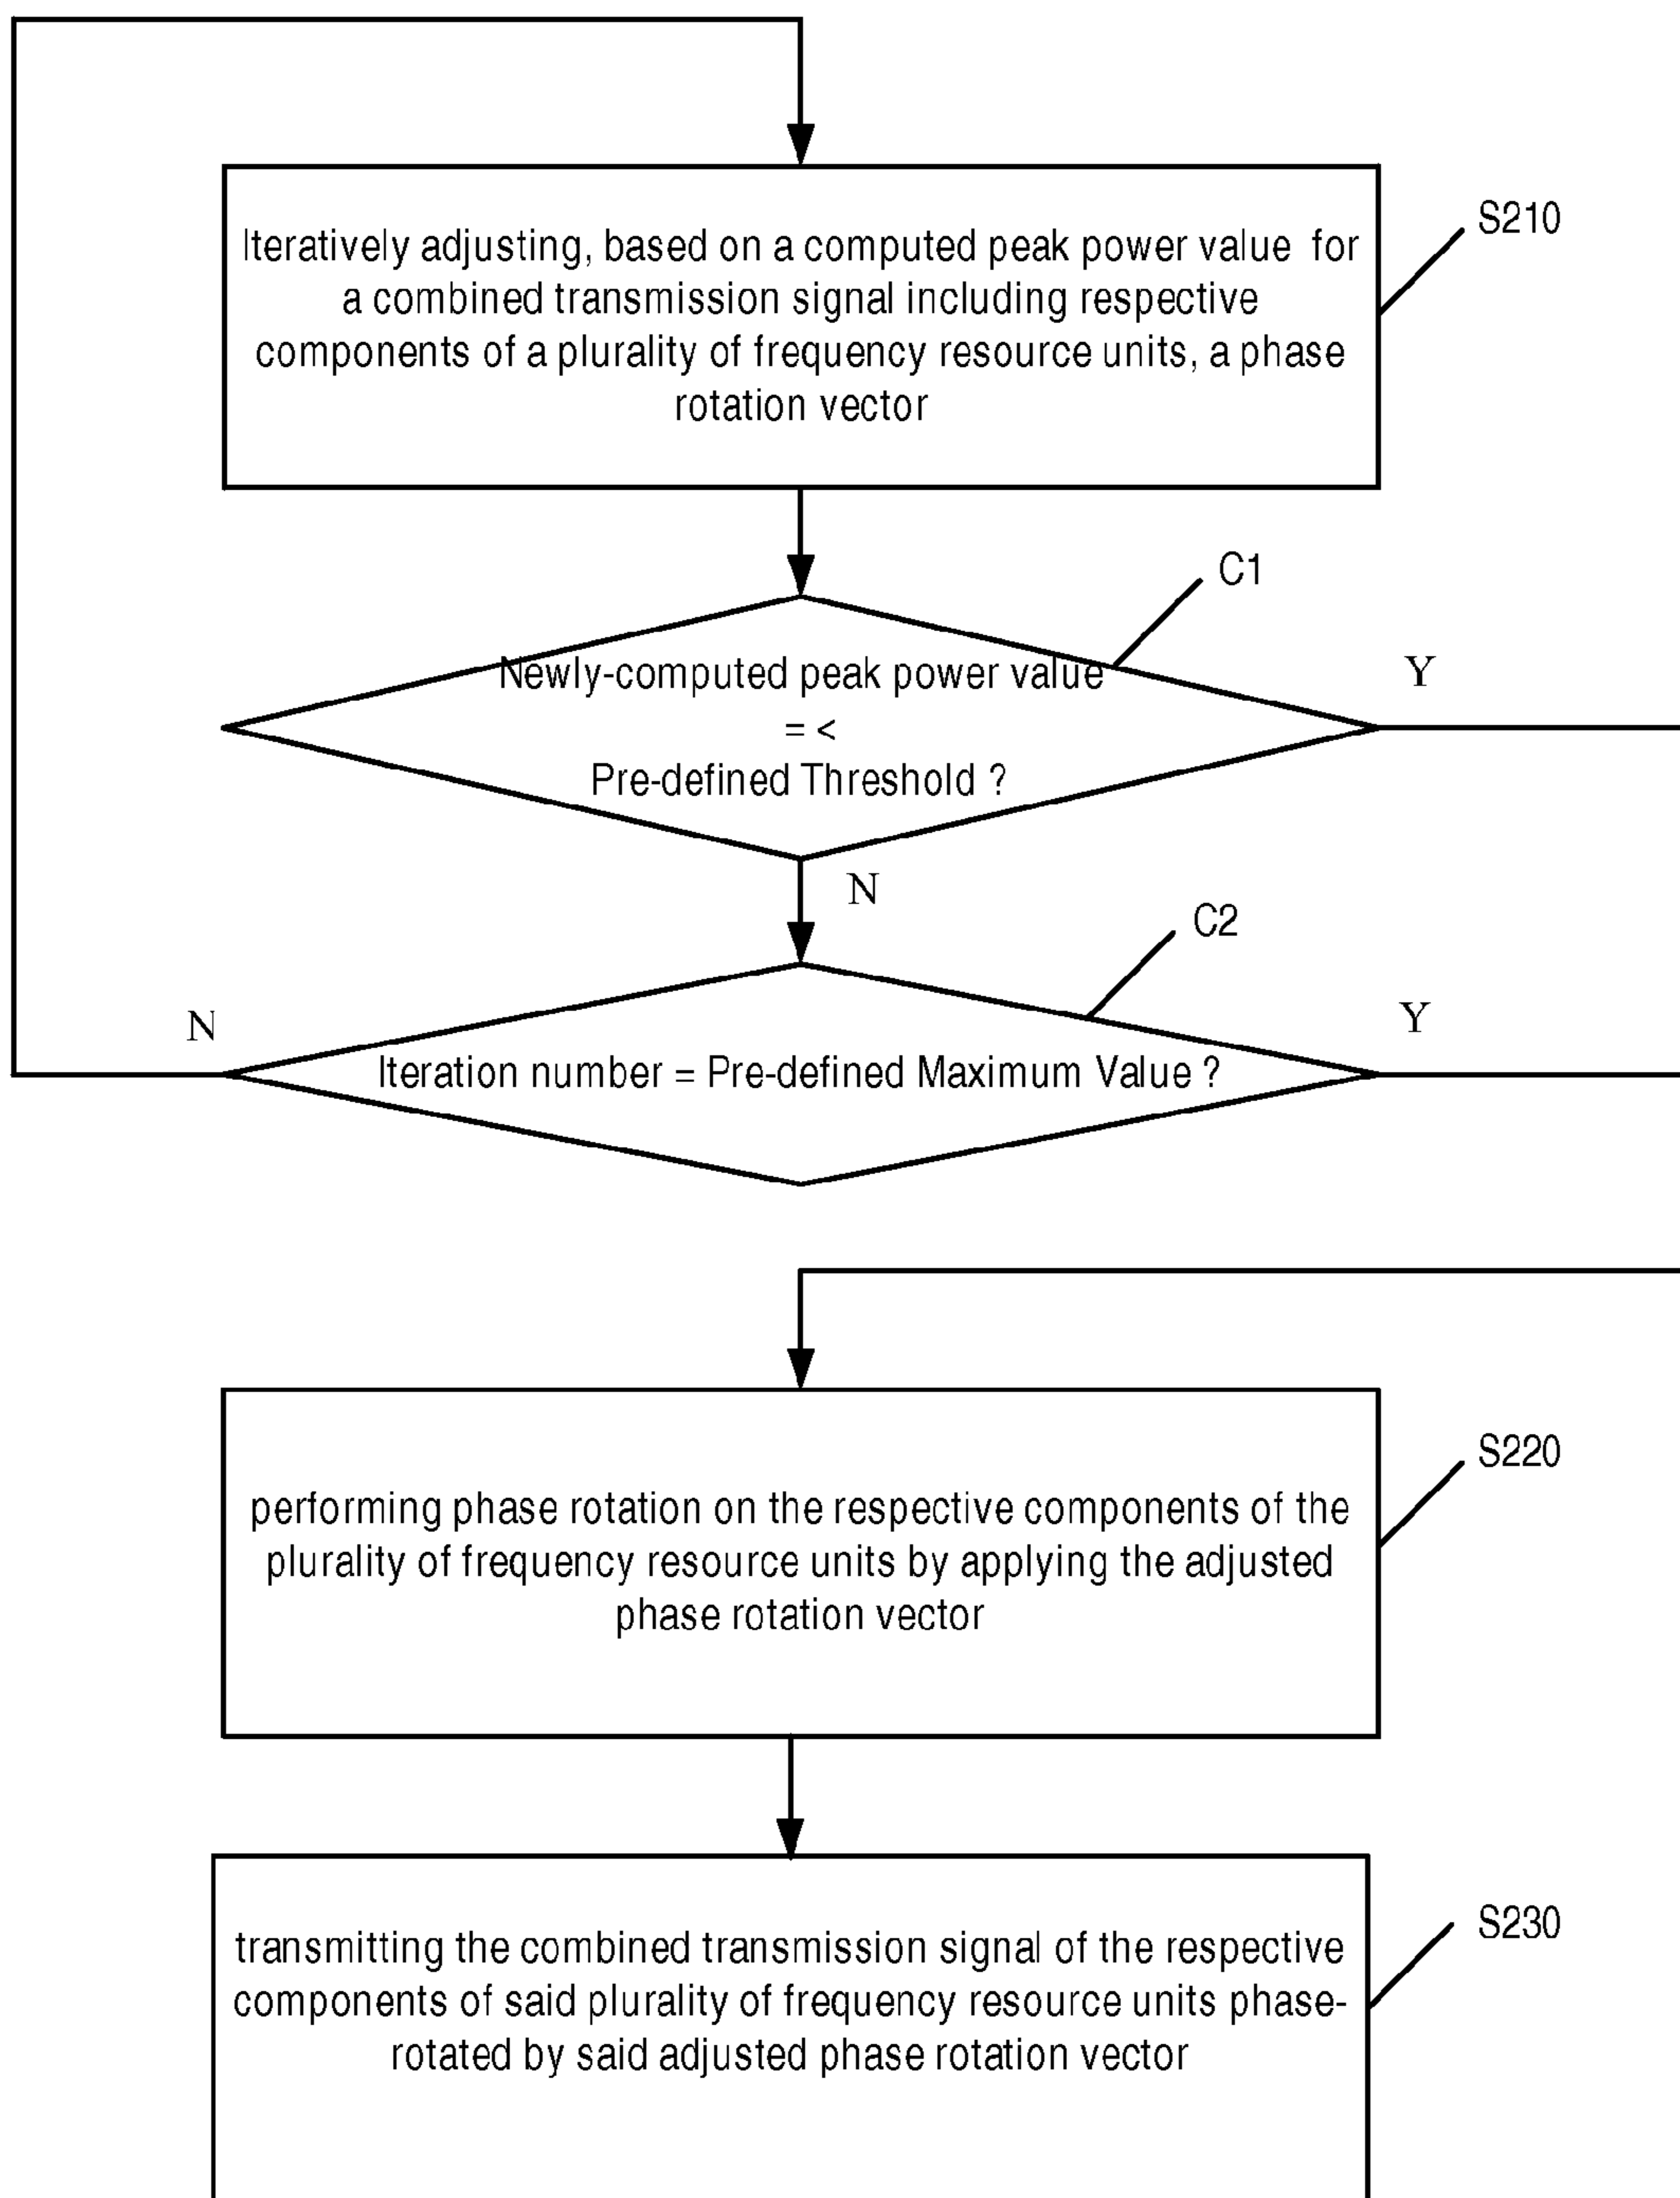 Iteratively adjusting, based on a computed peak power value for
a combined transmission signal including respective
components of a plurality of frequency resource units, a phase
rotation vector
S210
C1
Newly-computed peak power value
= <
Pre-defined Threshold ?
Y
N
C2
N
Iteration number = Pre-defined Maximum Value ?
Y
performing phase rotation on the respective components of the
plurality of frequency resource units by applying the adjusted
phase rotation vector
S220
transmitting the combined transmission signal of the respective
components of said plurality of frequency resource units phase-
rotated by said adjusted phase rotation vector
S230